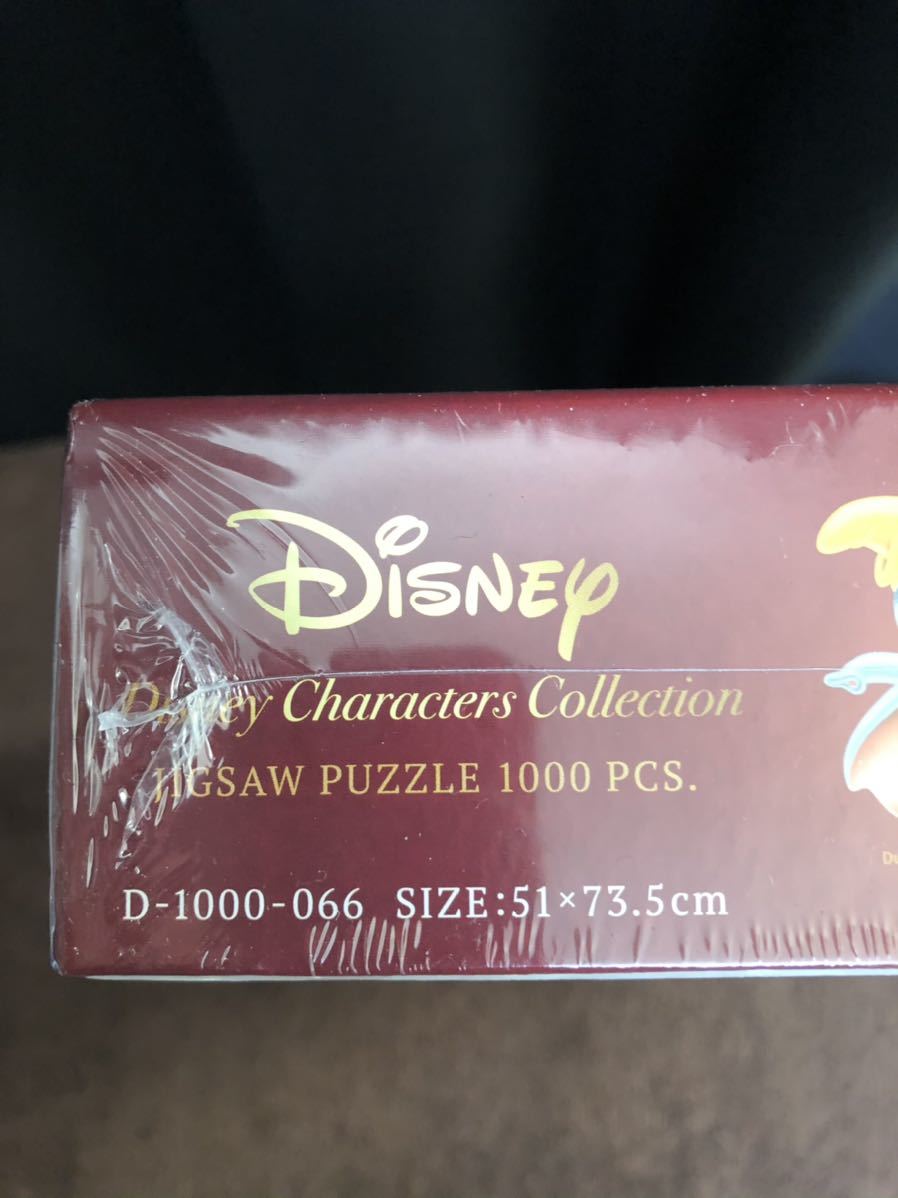 Disney
Disney Characters Collection
JIGSAW PUZZLE 1000 PCS.
D-1000-066 SIZE:51×73.5cm